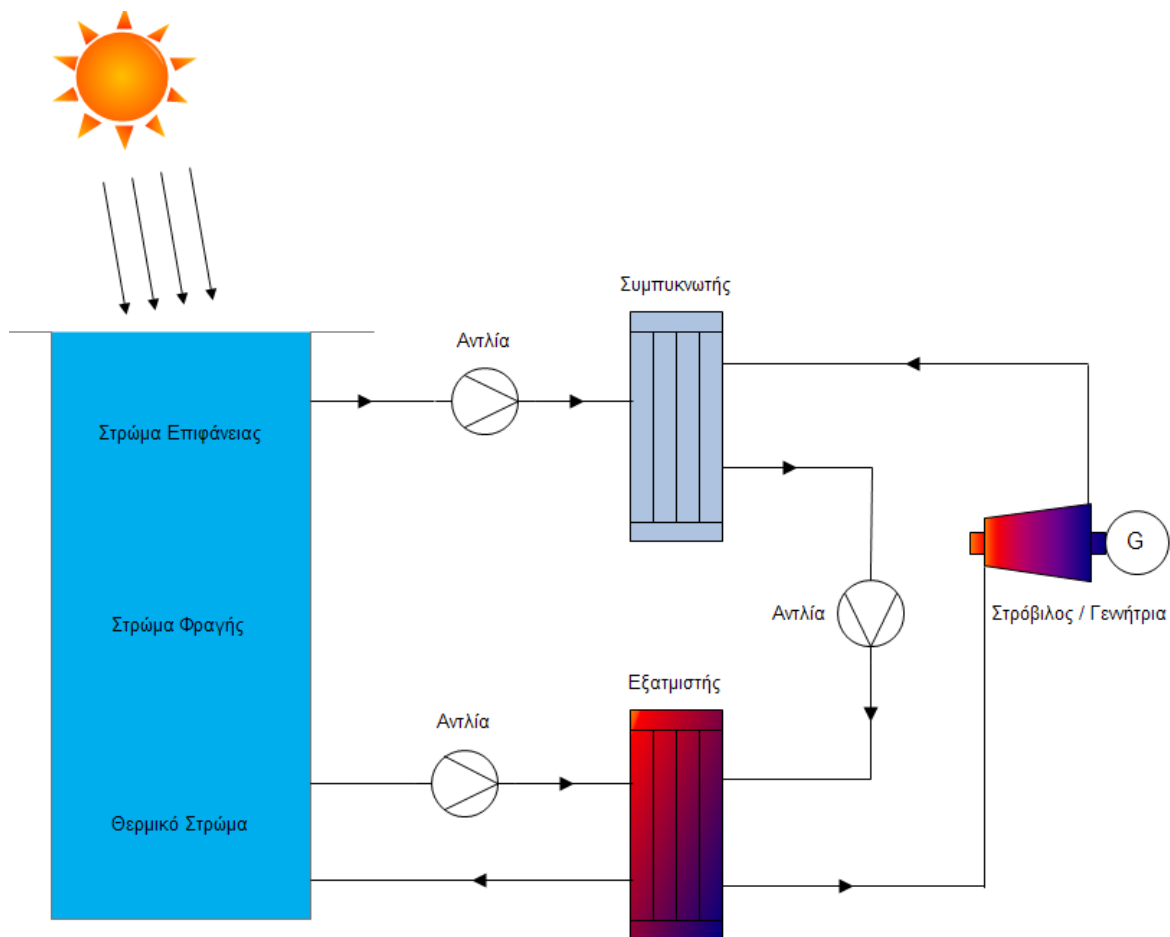 Συμπυκνωτής
Αντλία
Στρώμα Επιφάνειας
G
Αντλία
Στρόβιλος / Γεννήτρια
Στρώμα Φραγής
Εξατμιστής
Αντλία
Θερμικό Στρώμα